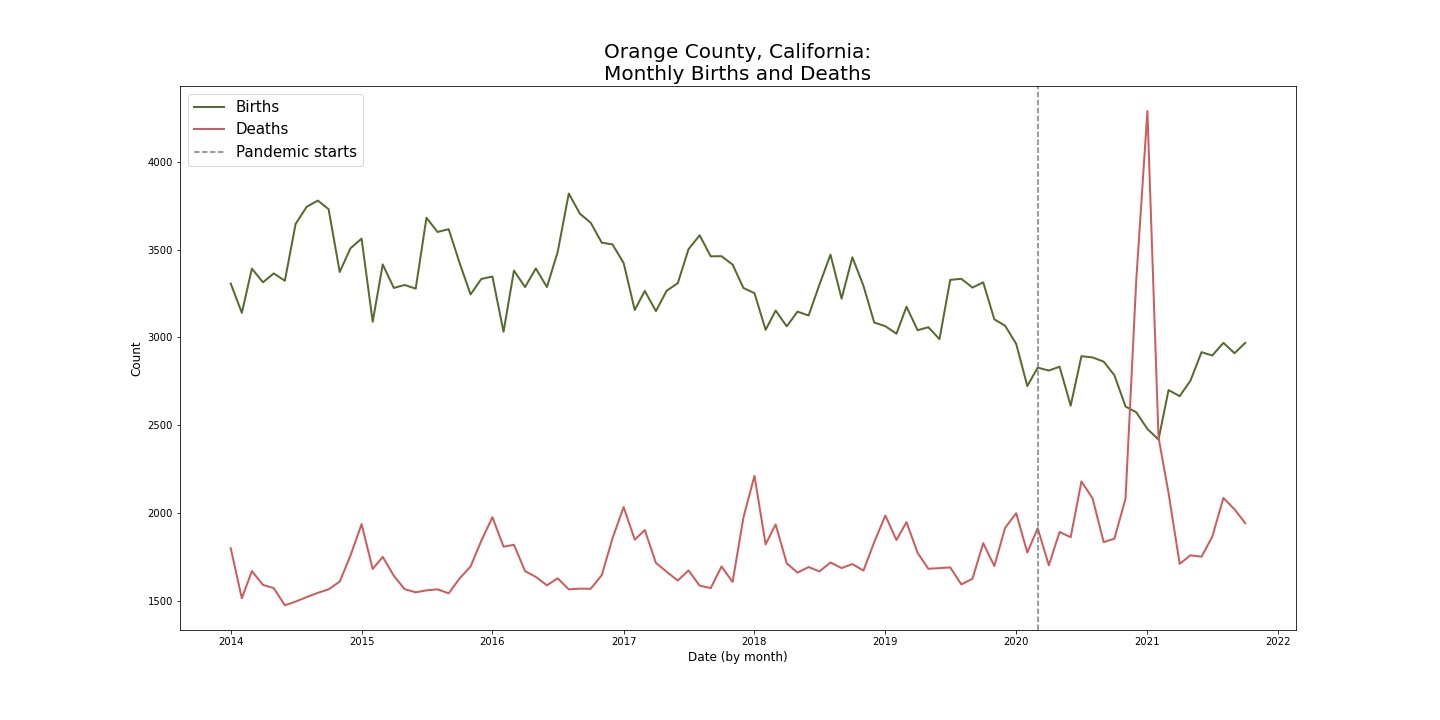 Orange County, California:
Monthly Births and Deaths
Births
Deaths
Pandemic starts
Count
4000
3500
3000
2500
2000
1500
2014 2015 2016 2017 2018 2019 2020 2021 2022
Date (by month)